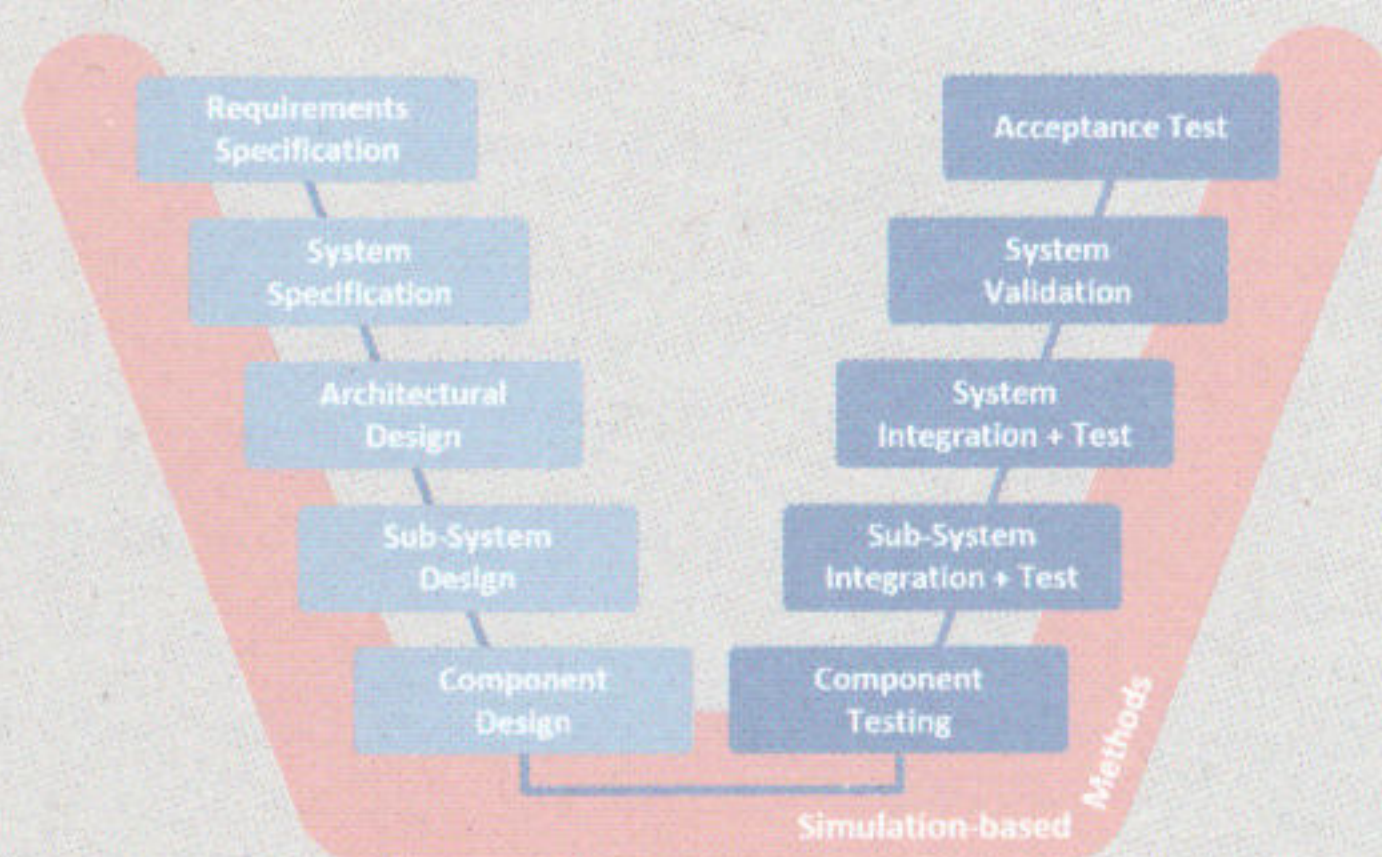 Requirements
Specification
System
Specification
Architectural
Design
Sub-System
Design
Component
Design
Acceptance Test
System
Validation
System
Integration + Test
Sub-System
Integration + Test
Component
Testing
Simulation-based
Methods